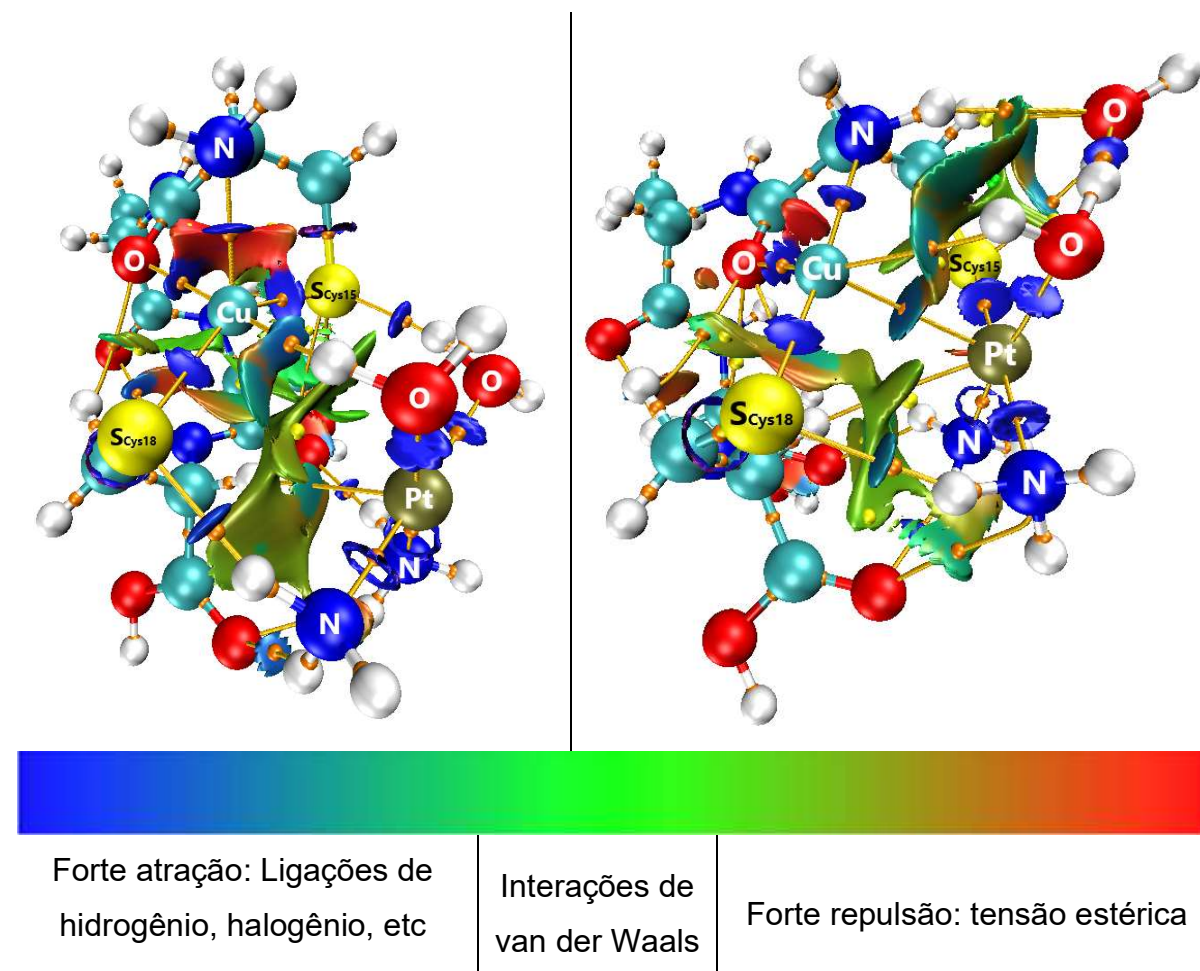 N
O
Cu
SCys15
SCys18
O
O
Pt
N
N
N
O
O
O
Cu
SCys15
Pt
SCys18
N
N
Forte atração: Ligações de
hidrogênio, halogênio, etc
Interações de
van der Waals
Forte repulsão: tensão estérica